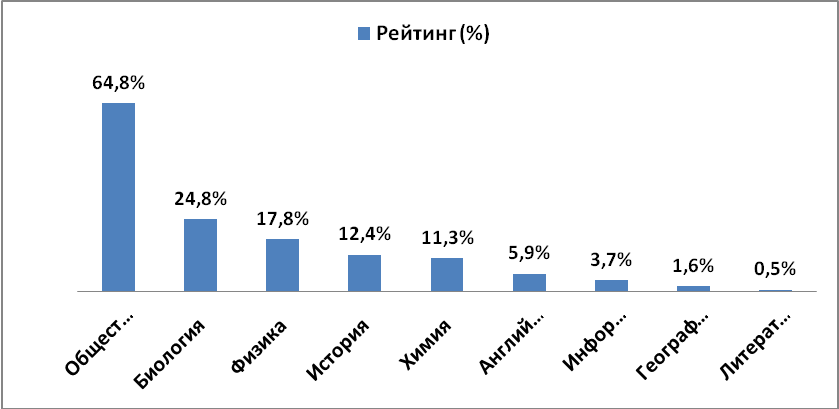 Рейтинг (%)
64,8%
24,8%
17,8%
12,4%
11,3%
5,9%
3,7%
1,6%
0,5%
Общест...
Биология
Физика
История
Химия
Англий...
Инфор...
Географ...
Литерат...